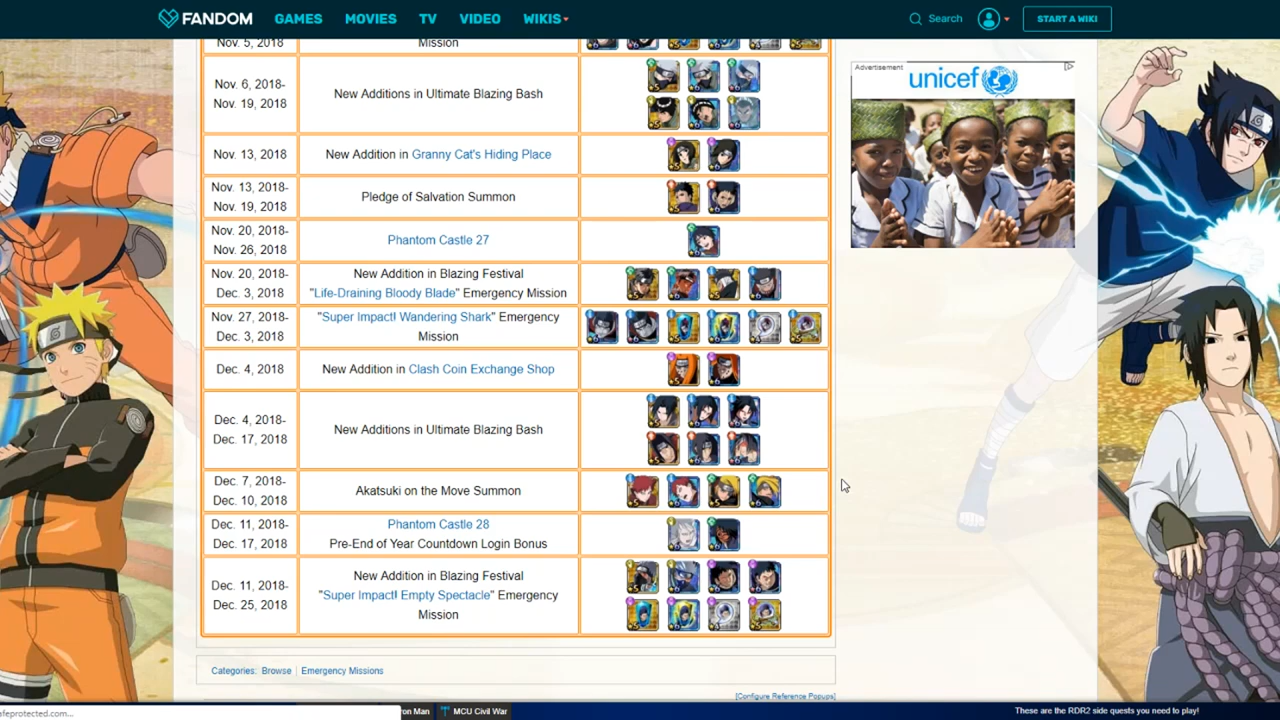 FANDOM GAMES MOVIES TV VIDEO WIKIS Search START A WIKI
Nov. 5, 2018 Mission
Nov. 6, 2018-
Nov. 19, 2018
New Additions in Ultimate Blazing Bash
Nov. 13, 2018 New Addition in Granny Cat's Hiding Place
Nov. 13, 2018-
Nov. 19, 2018
Pledge of Salvation Summon
Nov. 20, 2018-
Nov. 26, 2018
Phantom Castle 27
Nov. 20, 2018-
Dec. 3, 2018
New Addition in Blazing Festival
"Life-Draining Bloody Blade" Emergency Mission
Nov. 27, 2018-
Dec. 3, 2018
"Super Impact! Wandering Shark" Emergency
Mission
Dec. 4, 2018 New Addition in Clash Coin Exchange Shop
Dec. 4, 2018-
Dec. 17, 2018
New Additions in Ultimate Blazing Bash
Dec. 7, 2018-
Dec. 10, 2018
Akatsuki on the Move Summon
Dec. 11, 2018-
Dec. 17, 2018
Phantom Castle 28
Pre-End of Year Countdown Login Bonus
Dec. 11, 2018-
Dec. 25, 2018
New Addition in Blazing Festival
"Super Impact! Empty Spectacle" Emergency
Mission
Advertisement
unicef
Categories: Browse Emergency Missions
[Configure Reference Popups]
afeprotected.com...
on Man MCU Civil War These are the RDR2 side quests you need to play!